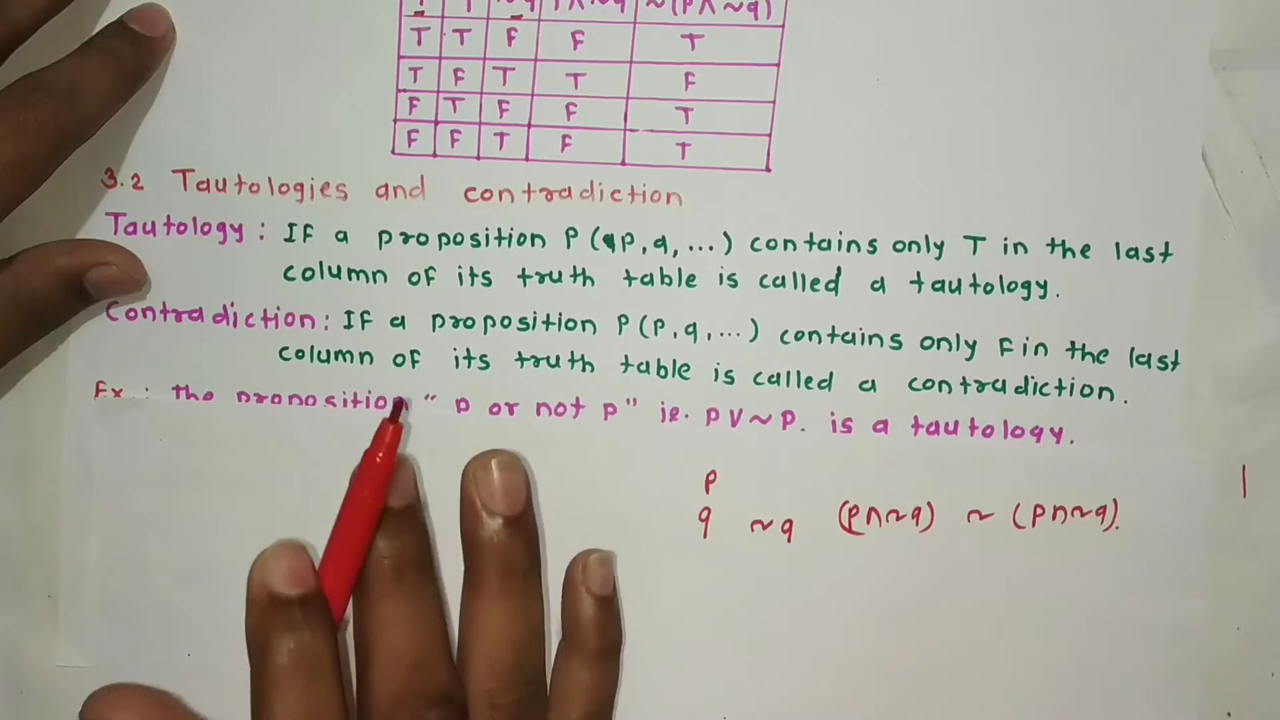 ~(p∧~q)
T T F F T
T F T T F
F T F F T
F F T F T
3.2 Tautologies and contradiction
Tautology: If a proposition P(qp,q,...) contains only T in the last
column of its truth table is called a tautology.
Contradiction: If a proposition P(p,q,...) contains only F in the last
column of its truth table is called a contradiction.
Ex.: the proposition "p or not p" ie. p∨~p. is a tautology.
p
q ~q (p∧~q) ~(p∧~q).